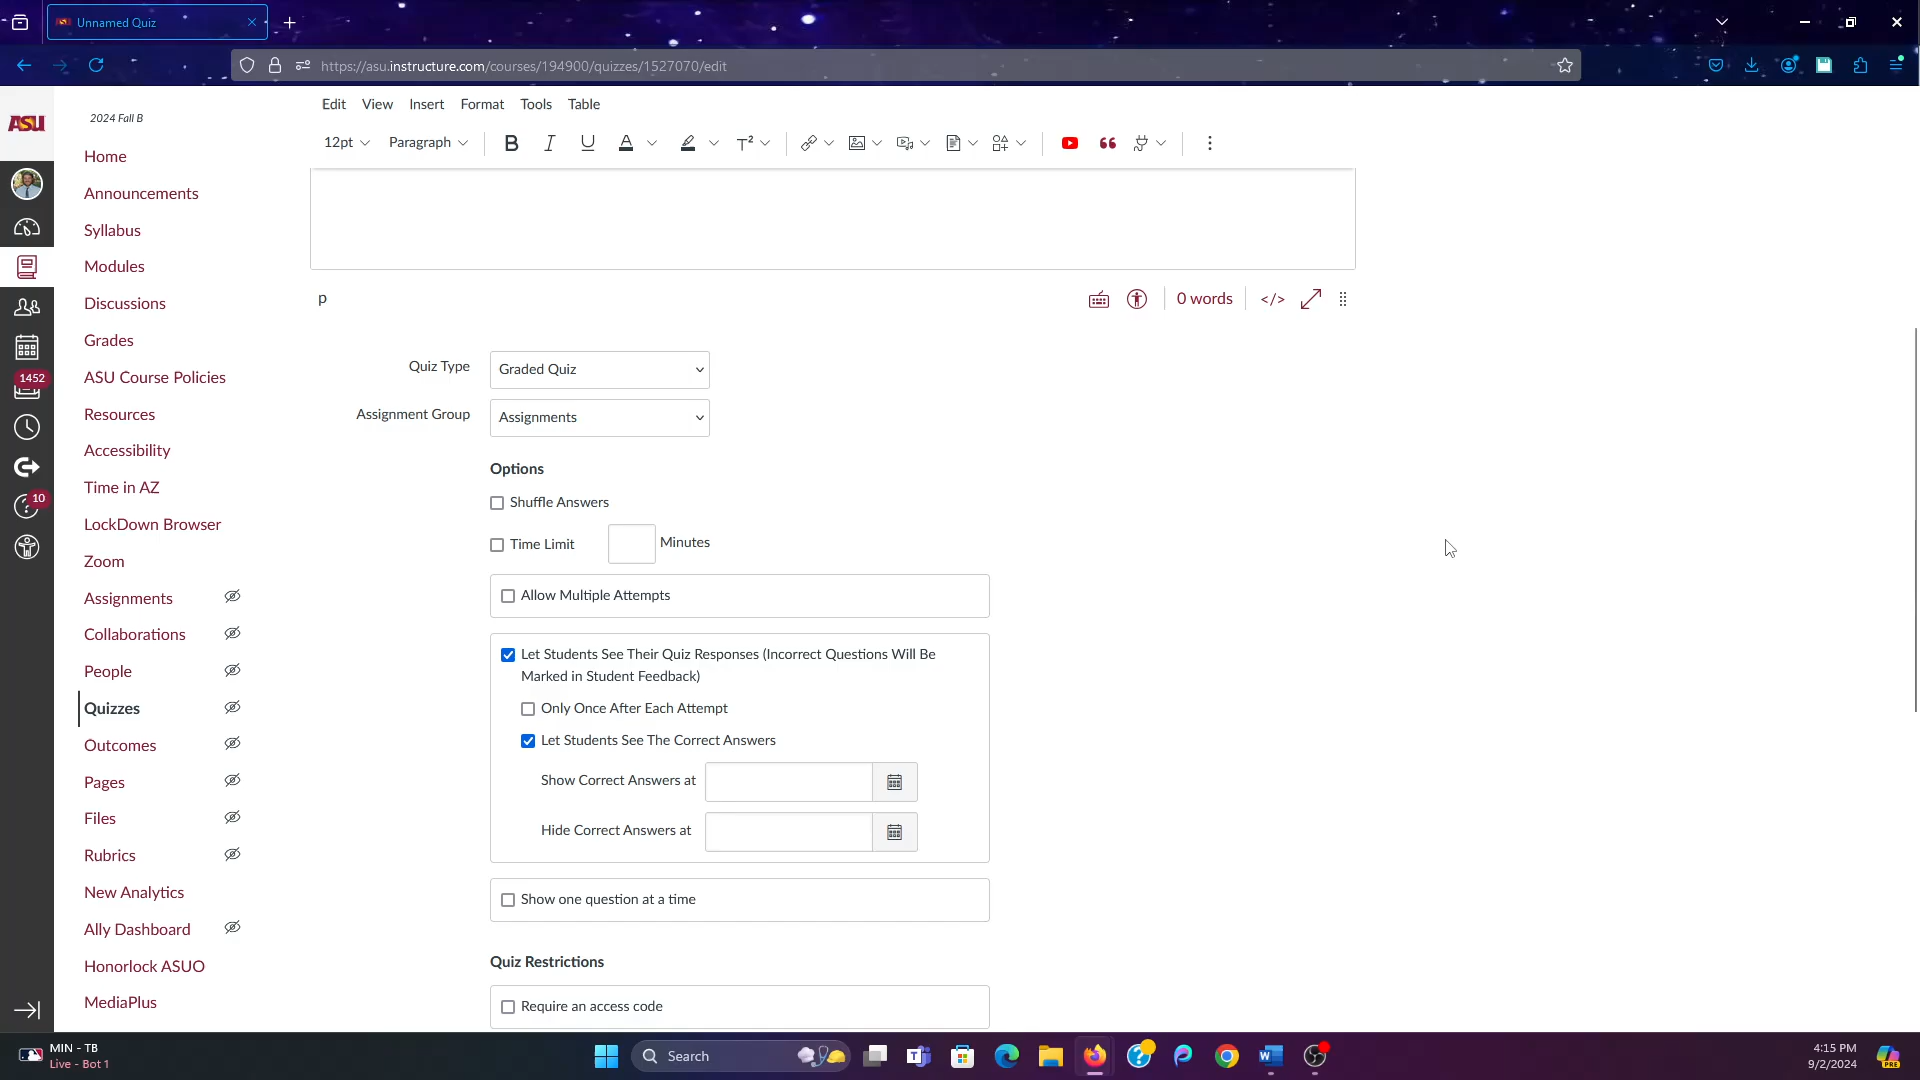 Unnamed Quiz
https://asu.instructure.com/courses/194900/quizzes/1527070/edit
ASU
2024 Fall B
Home
Announcements
Syllabus
Modules
Discussions
Grades
ASU Course Policies
Resources
Accessibility
Time in AZ
LockDown Browser
Zoom
Assignments
Collaborations
People
Quizzes
Outcomes
Pages
Files
Rubrics
New Analytics
Ally Dashboard
Honorlock ASUO
MediaPlus
1452
10
Edit View Insert Format Tools Table
12pt Paragraph
p
0 words </>
Quiz Type Graded Quiz
Assignment Group Assignments
Options
Shuffle Answers
Time Limit Minutes
Allow Multiple Attempts
Let Students See Their Quiz Responses (Incorrect Questions Will Be
Marked in Student Feedback)
Only Once After Each Attempt
Let Students See The Correct Answers
Show Correct Answers at
Hide Correct Answers at
Show one question at a time
Quiz Restrictions
Require an access code
MIN - TB
Live - Bot 1
Search
4:15 PM
9/2/2024